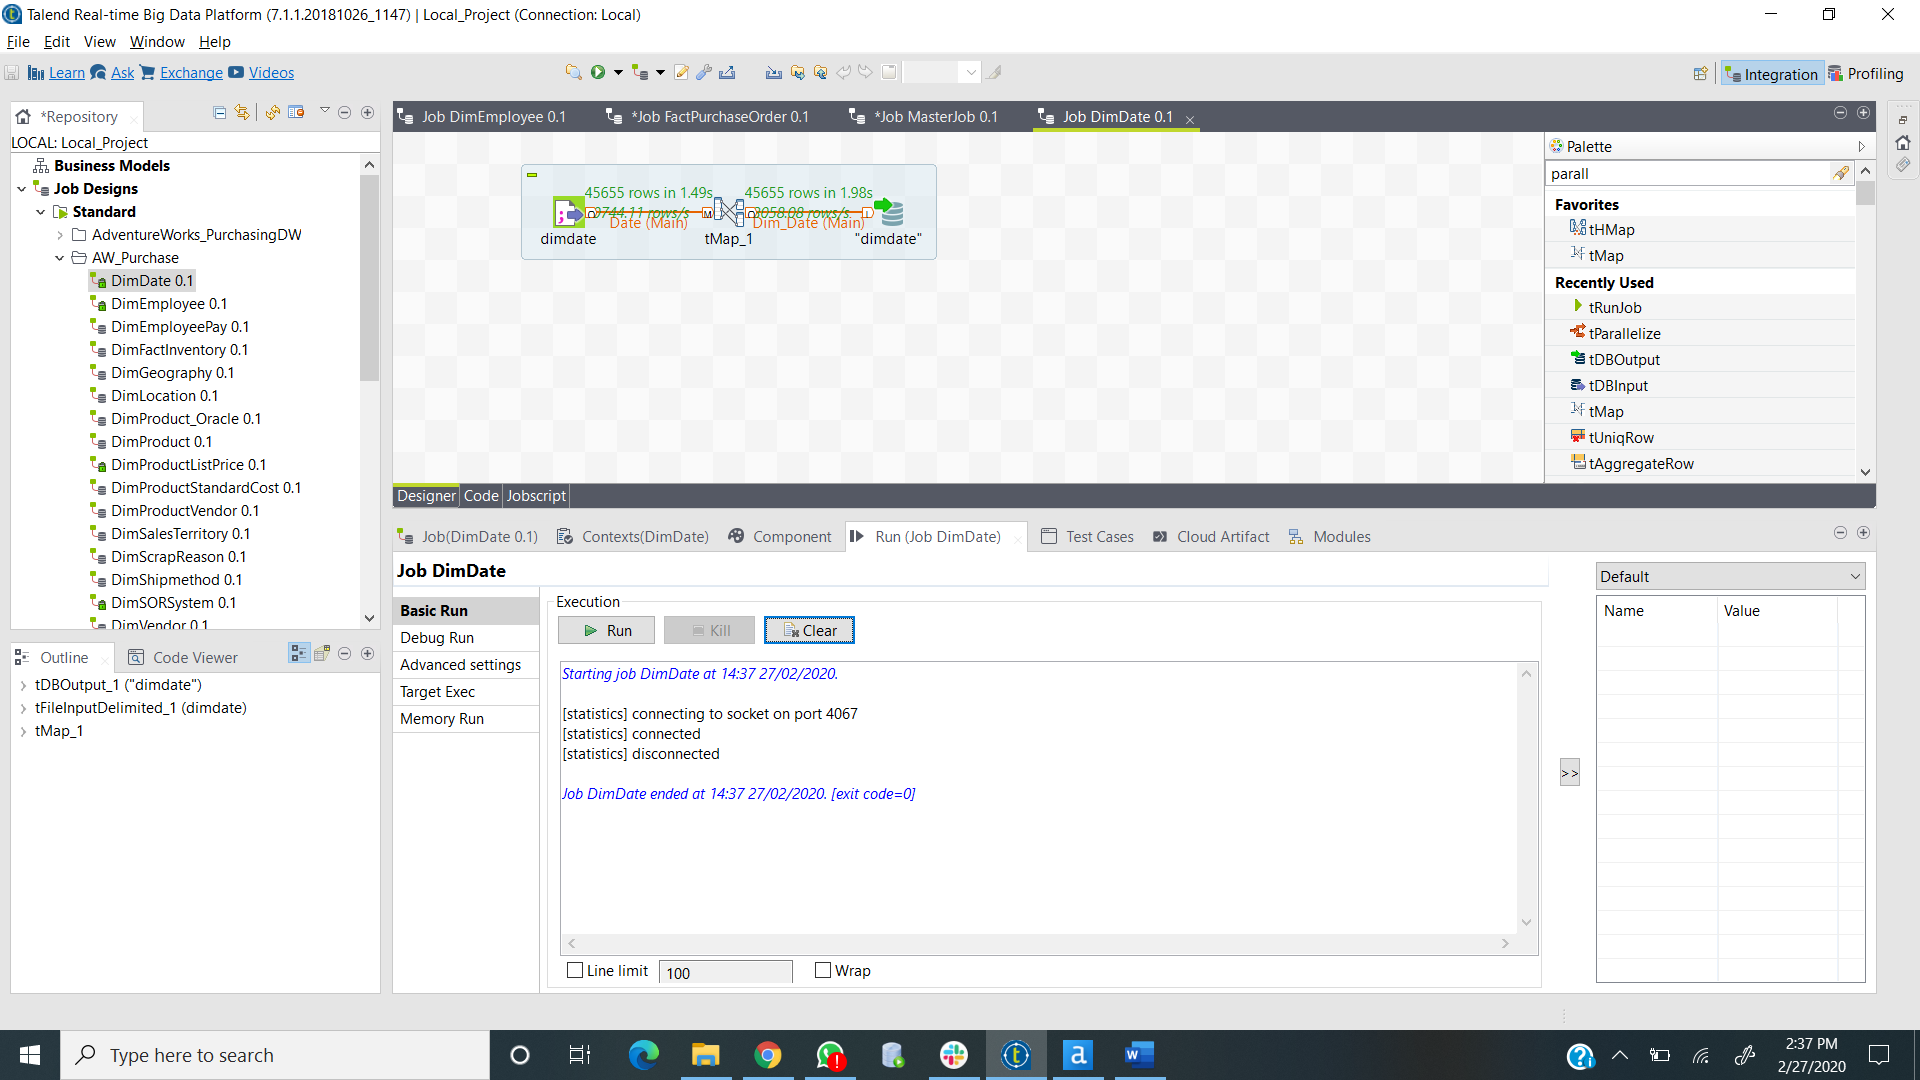 Talend Real-time Big Data Platform (7.1.1.20181026_1147) | Local_Project (Connection: Local)
File Edit View Window Help
Learn Ask Exchange Videos
Integration Profiling
*Repository
LOCAL: Local_Project
Business Models
Job Designs
Standard
AdventureWorks_PurchasingDW
AW_Purchase
DimDate 0.1
DimEmployee 0.1
DimEmployeePay 0.1
DimFactInventory 0.1
DimGeography 0.1
DimLocation 0.1
DimProduct_Oracle 0.1
DimProduct 0.1
DimProductListPrice 0.1
DimProductStandardCost 0.1
DimProductVendor 0.1
DimSalesTerritory 0.1
DimScrapReason 0.1
DimShipmethod 0.1
DimSORSystem 0.1
DimVendor 0.1
Outline Code Viewer
tDBOutput_1 ("dimdate")
tFileInputDelimited_1 (dimdate)
tMap_1
Job DimEmployee 0.1 *Job FactPurchaseOrder 0.1 *Job MasterJob 0.1 Job DimDate 0.1
45655 rows in 1.49s 45655 rows in 1.98s
Date (Main) Dim_Date (Main)
dimdate tMap_1 "dimdate"
Designer Code Jobscript
Palette
parall
Favorites
tHMap
tMap
Recently Used
tRunJob
tParallelize
tDBOutput
tDBInput
tMap
tUniqRow
tAggregateRow
Job(DimDate 0.1) Contexts(DimDate) Component Run (Job DimDate) Test Cases Cloud Artifact Modules
Job DimDate
Basic Run
Debug Run
Advanced settings
Target Exec
Memory Run
Execution
Run Kill Clear
Starting job DimDate at 14:37 27/02/2020.
[statistics] connecting to socket on port 4067
[statistics] connected
[statistics] disconnected
Job DimDate ended at 14:37 27/02/2020. [exit code=0]
Line limit 100 Wrap
>>
Default
Name Value
Type here to search
2:37 PM
2/27/2020